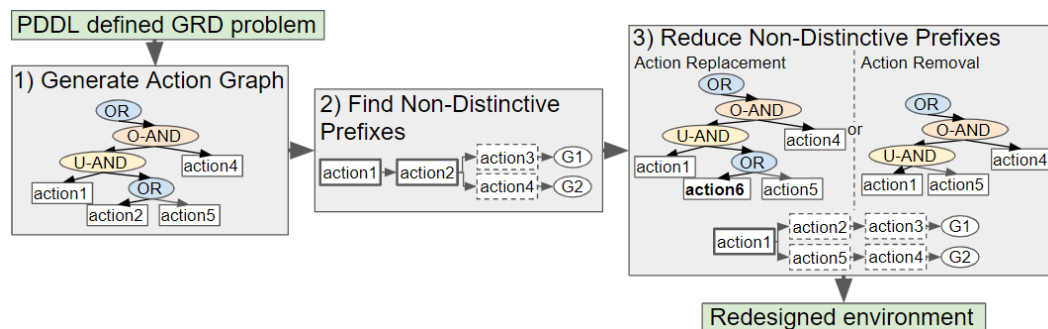 PDDL defined GRD problem
1) Generate Action Graph
OR
O-AND
U-AND
action4
action1
OR
action2
action5
2) Find Non-Distinctive
Prefixes
action1
action2
action3
G1
action4
G2
3) Reduce Non-Distinctive Prefixes
Action Replacement
Action Removal
OR
O-AND
U-AND
action4
action1
OR
action6
action5
or
OR
O-AND
U-AND
action4
action1
action5
action1
action2
action3
G1
action5
action4
G2
Redesigned environment